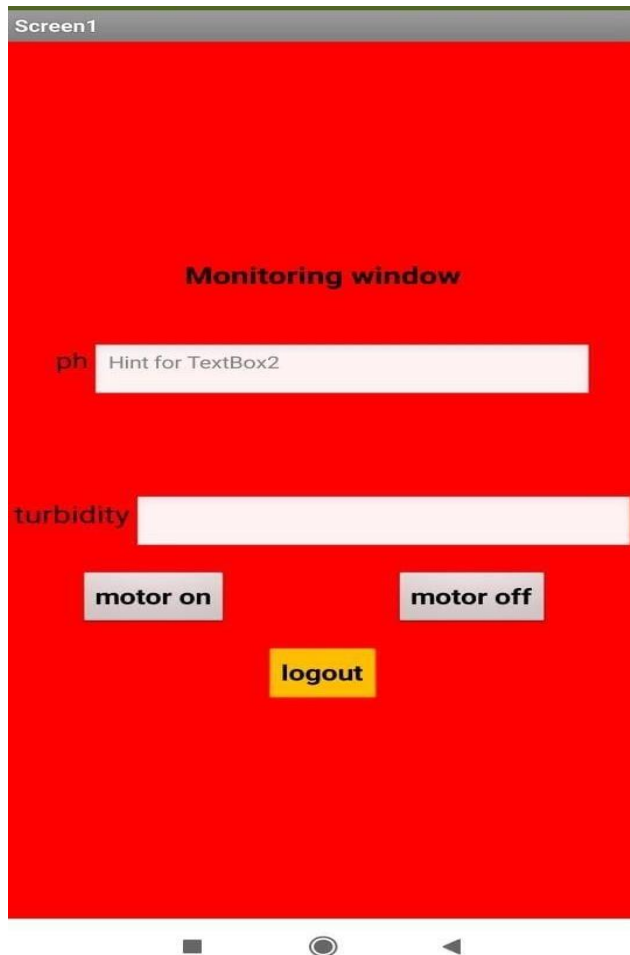 Screen1
Monitoring window
ph Hint for TextBox2
turbidity
motor on motor off
logout